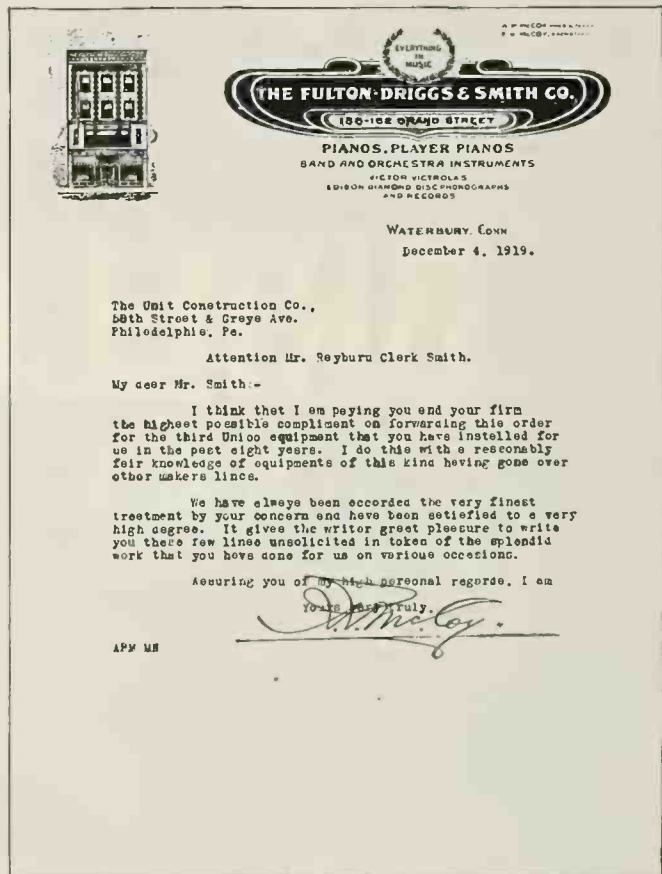 EVERYTHING
IN
MUSIC
THE FULTON-DRIGGS & SMITH CO.
GRAND STREET
PIANOS, PLAYER PIANOS
BAND AND ORCHESTRA INSTRUMENTS
VICTOR VICTROLAS
EDISON DIAMOND DISC PHONOGRAPHS
AND RECORDS
WATERBURY, CONN
December 4, 1919.
The Unit Construction Co.,
58th Street & Grays Ave.
Philadelphia, Pa.
Attention Mr. Rayburn Clark Smith.
My dear Mr. Smith:-
I think that I am paying you and your firm
the highest possible compliment on forwarding this order
for the third Unico equipment that you have installed for
us in the past eight years. I do this with a reasonably
fair knowledge of equipments of this kind having gone over
other makers lines.
We have always been accorded the very finest
treatment by your concern and have been satisfied to a very
high degree. It gives the writer great pleasure to write
you these few lines unsolicited in token of the splendid
work that you have done for us on various occasions.
Assuring you of my high personal regards, I am
Yours very truly,
A.P. McCoy.
APM MN